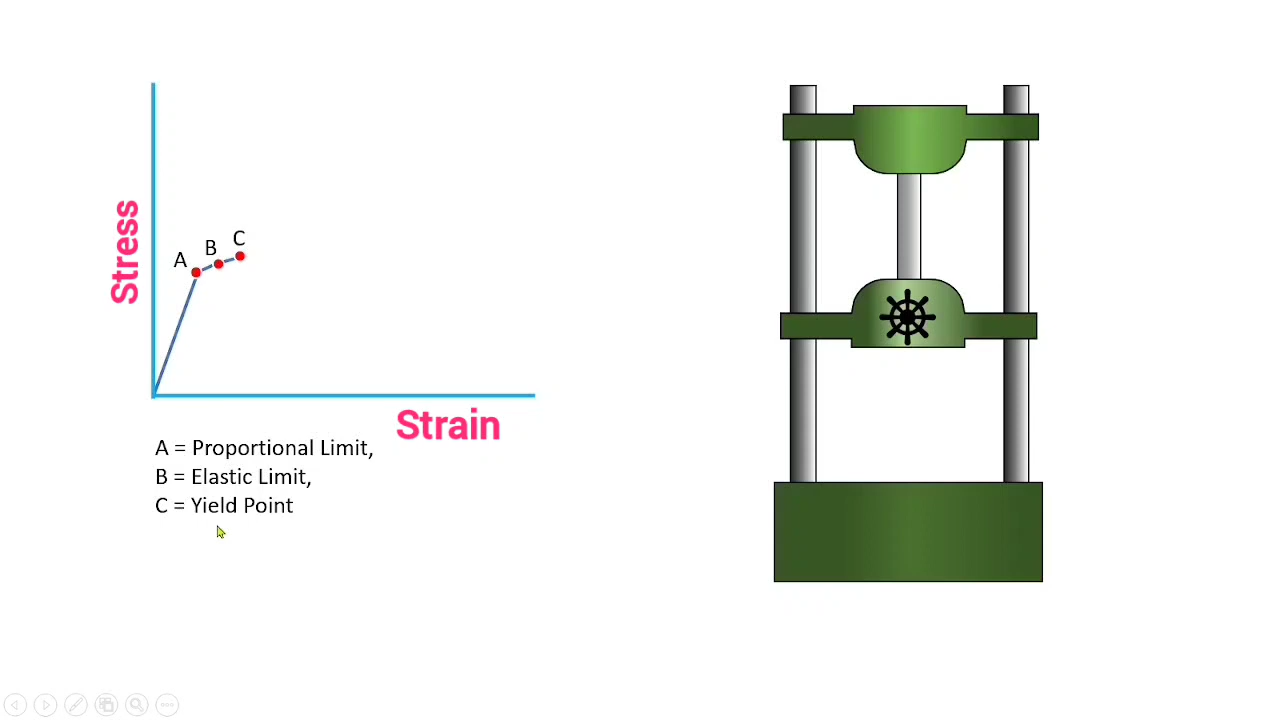 Stress
A
B
C
Strain
A = Proportional Limit,
B = Elastic Limit,
C = Yield Point